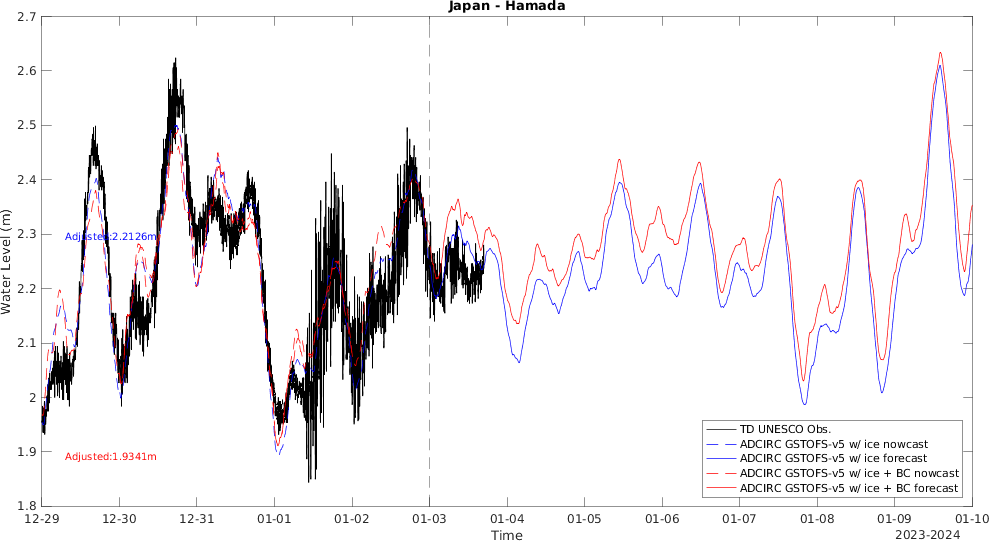 Japan - Hamada
2.7
2.6
2.5
2.4
2.3
2.2
2.1
2
1.9
1.8
Water Level (m)
Adjusted:2.2126m
Adjusted:1.9341m
TD UNESCO Obs.
ADCIRC GSTOFS-v5 w/ ice nowcast
ADCIRC GSTOFS-v5 w/ ice forecast
ADCIRC GSTOFS-v5 w/ ice + BC nowcast
ADCIRC GSTOFS-v5 w/ ice + BC forecast
12-29 12-30 12-31 01-01 01-02 01-03 01-04 01-05 01-06 01-07 01-08 01-09 01-10
Time
2023-2024